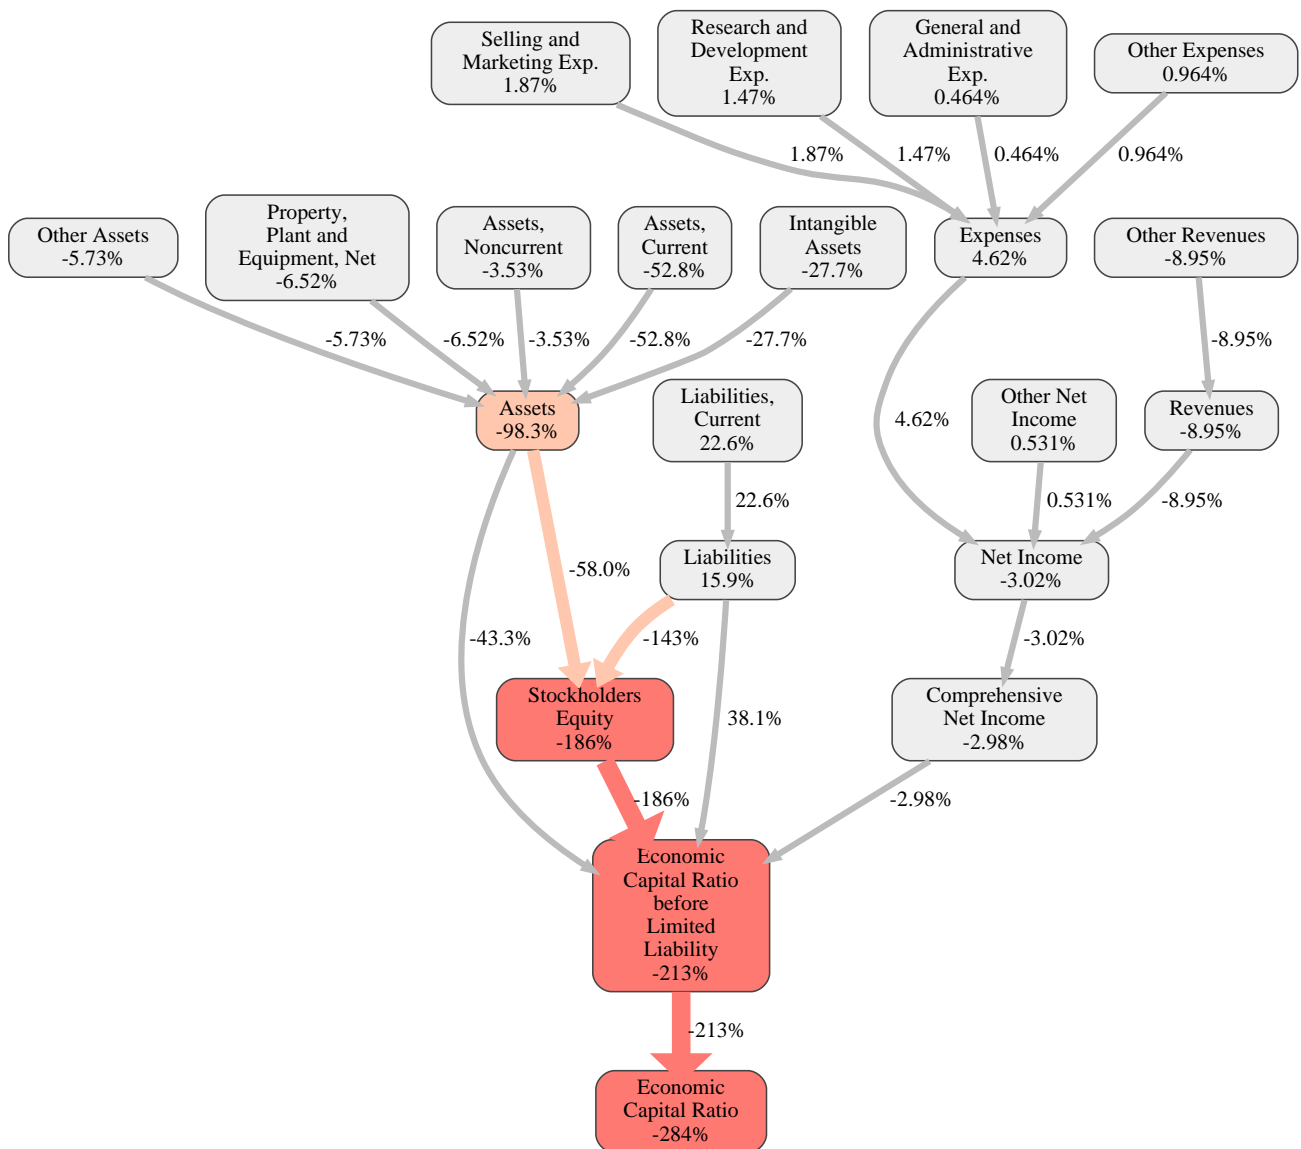 Selling and
Marketing Exp.
1.87%
Research and
Development
Exp.
1.47%
General and
Administrative
Exp.
0.464%
Other Expenses
0.964%
1.87%
1.47%
0.464%
0.964%
Other Assets
-5.73%
Property,
Plant and
Equipment, Net
-6.52%
Assets,
Noncurrent
-3.53%
Assets,
Current
-52.8%
Intangible
Assets
-27.7%
Expenses
4.62%
Other Revenues
-8.95%
-5.73%
-6.52%
-3.53%
-52.8%
-27.7%
-8.95%
Assets
-98.3%
Liabilities,
Current
22.6%
4.62%
Other Net
Income
0.531%
Revenues
-8.95%
22.6%
0.531%
-8.95%
Liabilities
15.9%
Net Income
-3.02%
-58.0%
-43.3%
-143%
-3.02%
Stockholders
Equity
-186%
38.1%
Comprehensive
Net Income
-2.98%
-186%
-2.98%
Economic
Capital Ratio
before
Limited
Liability
-213%
-213%
Economic
Capital Ratio
-284%